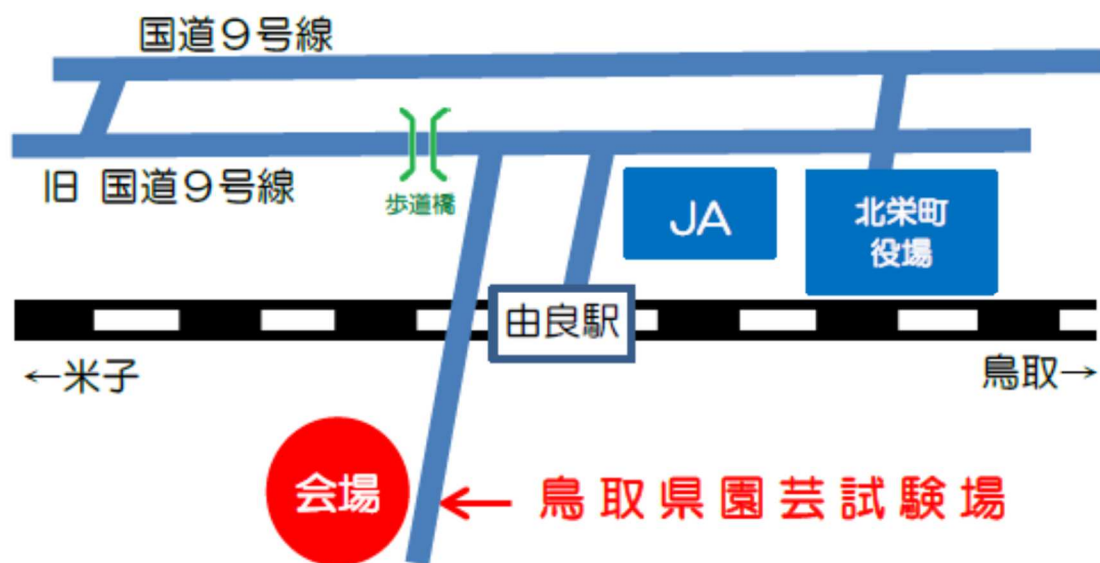 国道９号線
旧 国道９号線
歩道橋
JA
北栄町
役場
由良駅
←米子
鳥取→
会場
← 鳥取県園芸試験場